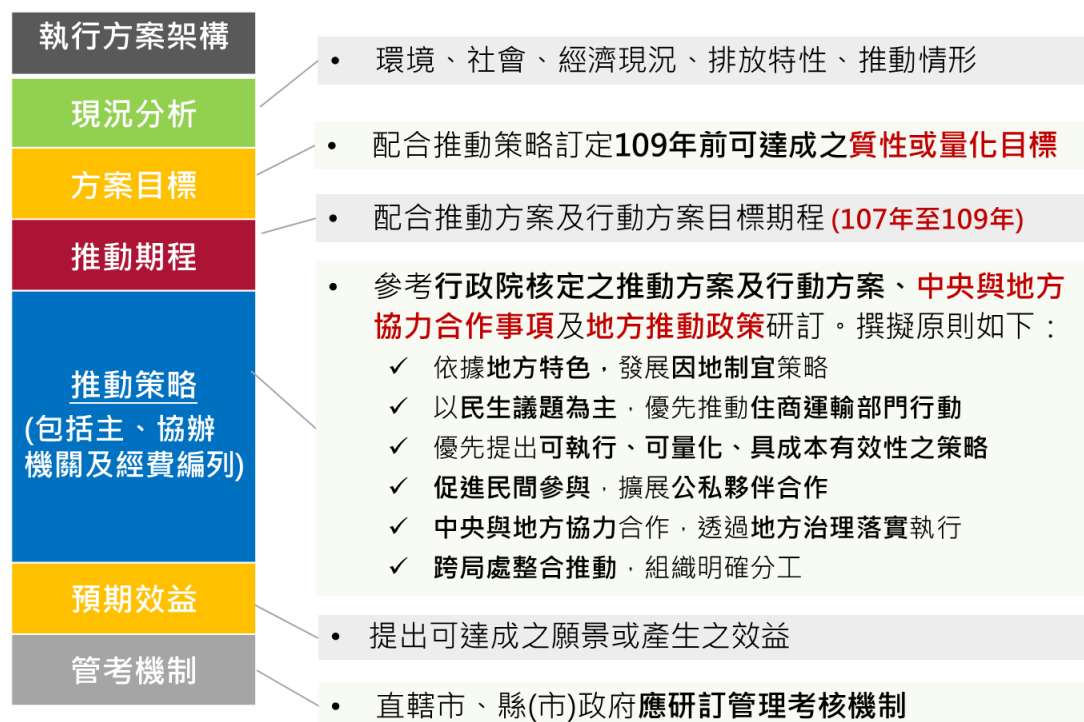 執行方案架構
現況分析
• 環境、社會、經濟現況、排放特性、推動情形
方案目標
• 配合推動策略訂定109年前可達成之質性或量化目標
推動期程
• 配合推動方案及行動方案目標期程(107年至109年)
推動策略
(包括主、協辦
機關及經費編列)
• 參考行政院核定之推動方案及行動方案、中央與地方
協力合作事項及地方推動政策研訂。撰擬原則如下：
✓ 依據地方特色，發展因地制宜策略
✓ 以民生議題為主，優先推動住商運輸部門行動
✓ 優先提出可執行、可量化、具成本有效性之策略
✓ 促進民間參與，擴展公私夥伴合作
✓ 中央與地方協力合作，透過地方治理落實執行
✓ 跨局處整合推動，組織明確分工
預期效益
• 提出可達成之願景或產生之效益
管考機制
• 直轄市、縣(市)政府應研訂管理考核機制